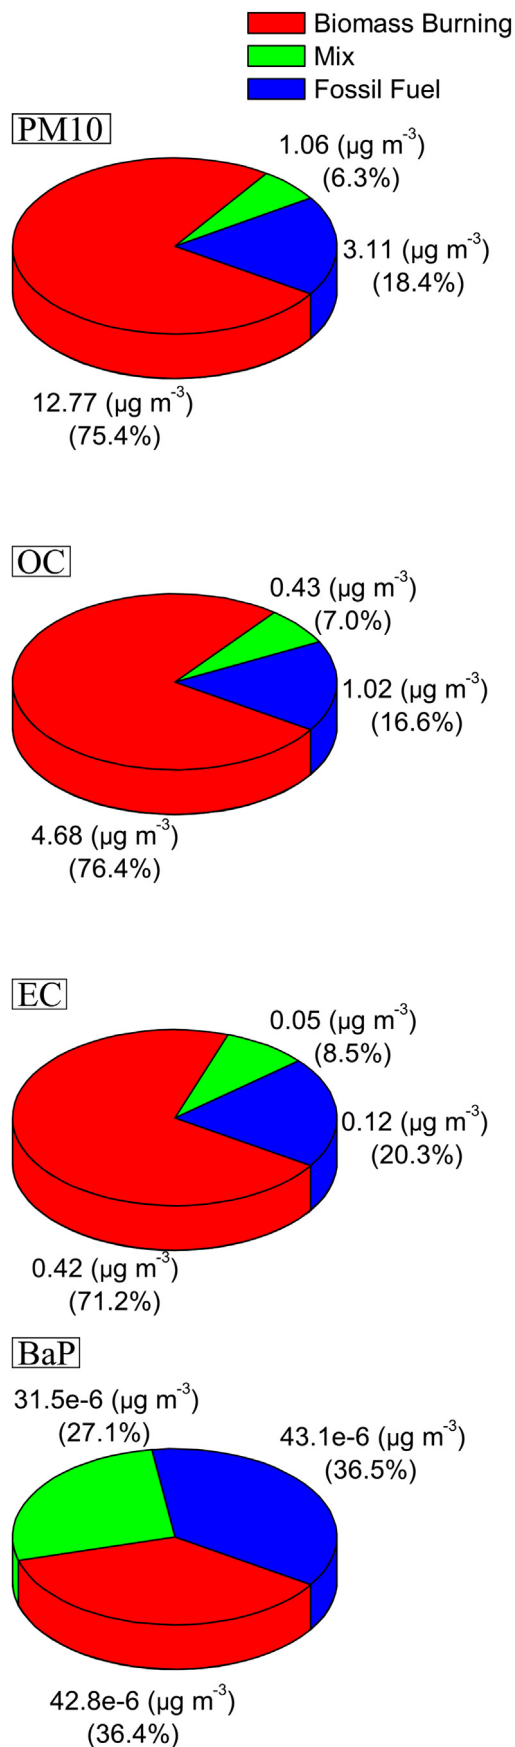 Biomass Burning
Mix
Fossil Fuel
PM10
1.06 (µg m⁻³)
(6.3%)
3.11 (µg m⁻³)
(18.4%)
12.77 (µg m⁻³)
(75.4%)
OC
0.43 (µg m⁻³)
(7.0%)
1.02 (µg m⁻³)
(16.6%)
4.68 (µg m⁻³)
(76.4%)
EC
0.05 (µg m⁻³)
(8.5%)
0.12 (µg m⁻³)
(20.3%)
0.42 (µg m⁻³)
(71.2%)
BaP
31.5e-6 (µg m⁻³)
(27.1%)
43.1e-6 (µg m⁻³)
(36.5%)
42.8e-6 (µg m⁻³)
(36.4%)